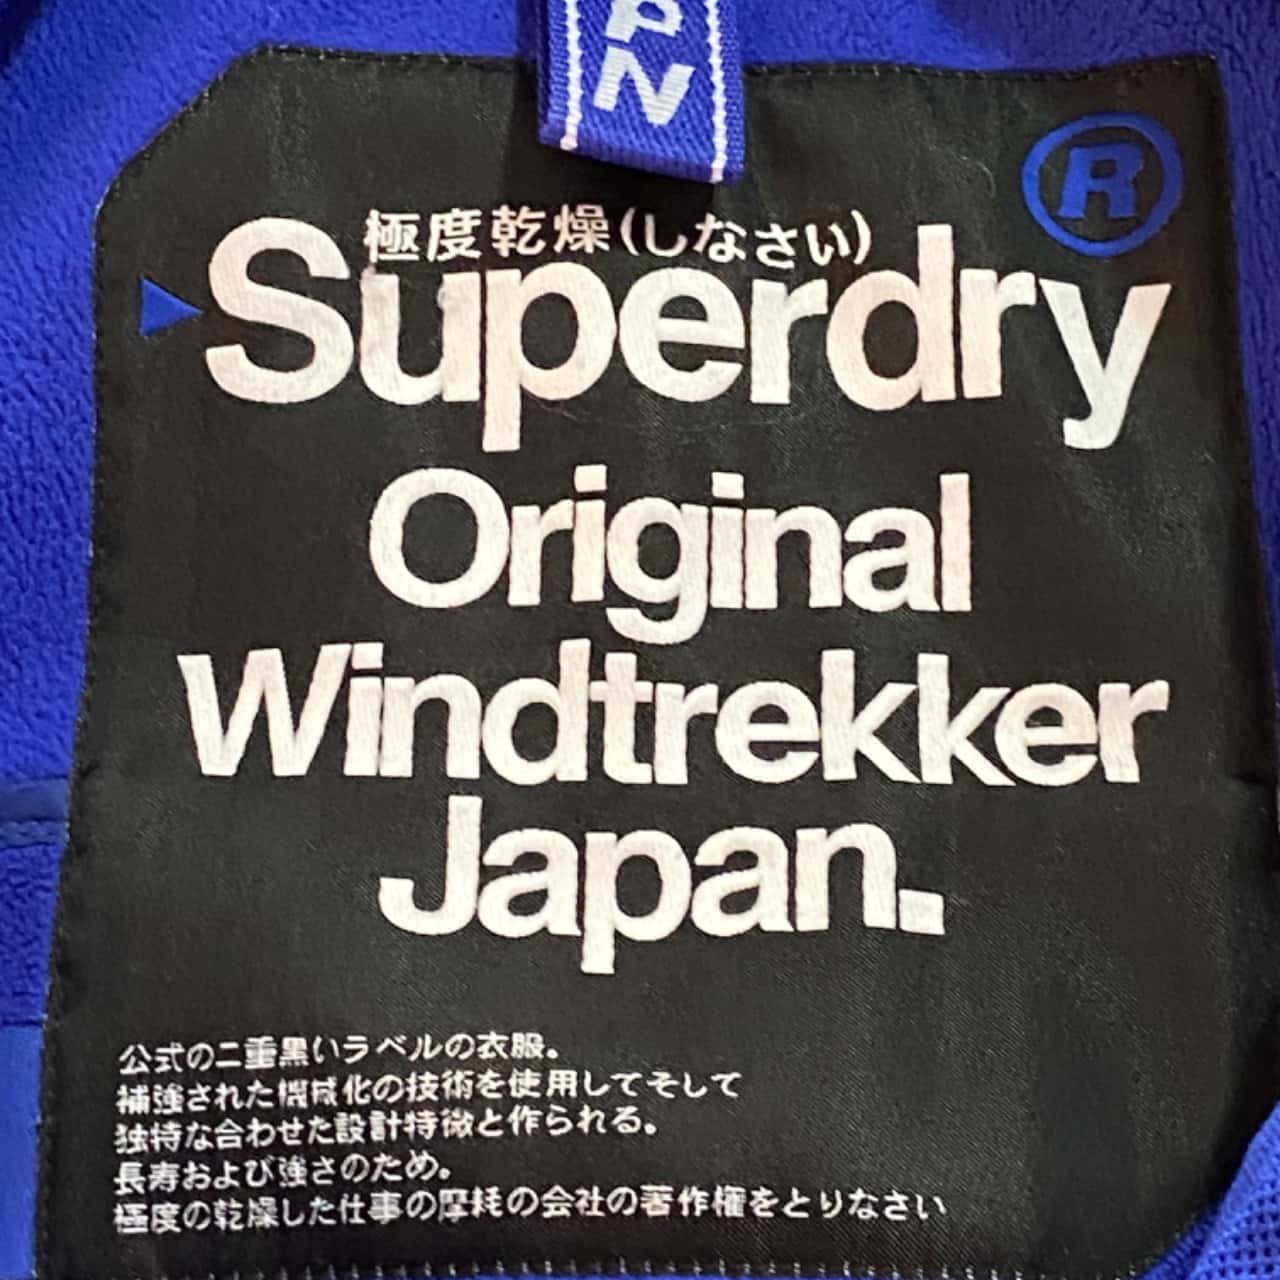 PN
®
極度乾燥(しなさい)
Superdry
Original
Windtrekker
Japan.
公式の二重黒いラベルの衣服。
補強された機械化の技術を使用してそして
独特な合わせた設計特徴と作られる。
長寿および強さのため。
極度の乾燥した仕事の摩耗の会社の著作権をとりなさい